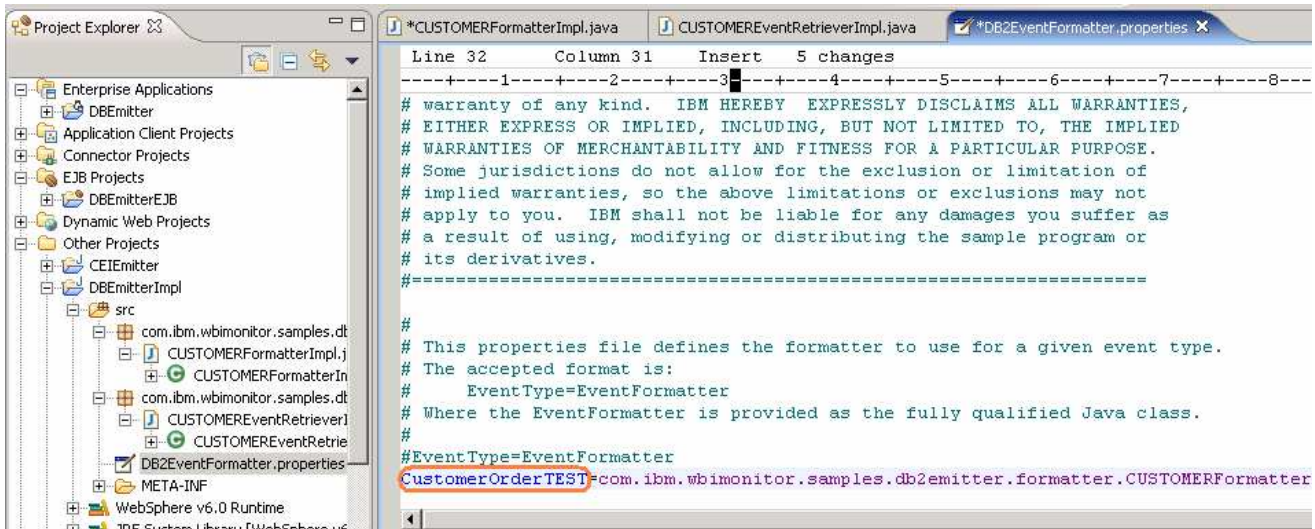 Project Explorer
Enterprise Applications
DBEmitter
Application Client Projects
Connector Projects
EJB Projects
DBEmitterEJB
Dynamic Web Projects
Other Projects
CEIEmitter
DBEmitterImpl
src
com.ibm.wbimonitor.samples.dt
CUSTOMERFormatterImpl.j
CUSTOMERFormatterIn
com.ibm.wbimonitor.samples.dt
CUSTOMEREventRetrieverI
CUSTOMEREventRetrie
DB2EventFormatter.properties
META-INF
WebSphere v6.0 Runtime
JRE System Library [WebSphere v6
*CUSTOMERFormatterImpl.java CUSTOMEREventRetrieverImpl.java *DB2EventFormatter.properties
Line 32 Column 31 Insert 5 changes
----+----1----+----2----+----3----+----4----+----5----+----6----+----7----+----8----
# warranty of any kind. IBM HEREBY EXPRESSLY DISCLAIMS ALL WARRANTIES,
# EITHER EXPRESS OR IMPLIED, INCLUDING, BUT NOT LIMITED TO, THE IMPLIED
# WARRANTIES OF MERCHANTABILITY AND FITNESS FOR A PARTICULAR PURPOSE.
# Some jurisdictions do not allow for the exclusion or limitation of
# implied warranties, so the above limitations or exclusions may not
# apply to you. IBM shall not be liable for any damages you suffer as
# a result of using, modifying or distributing the sample program or
# its derivatives.
#===================================================================
#
# This properties file defines the formatter to use for a given event type.
# The accepted format is:
# EventType=EventFormatter
# Where the EventFormatter is provided as the fully qualified Java class.
#
#EventType=EventFormatter
CustomerOrderTEST=com.ibm.wbimonitor.samples.db2emitter.formatter.CUSTOMERFormatter